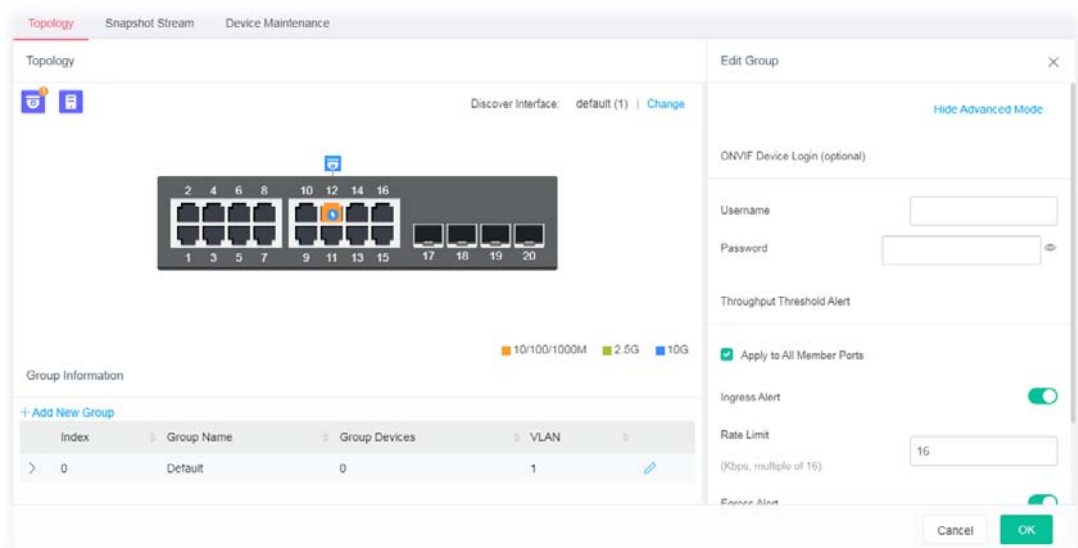 Topology Snapshot Stream Device Maintenance
Topology
Discover Interface: default (1) | Change
2 4 6 8 10 12 14 16
1 3 5 7 9 11 13 15 17 18 19 20
10/100/1000M 2.5G 10G
Group Information
+ Add New Group
Index Group Name Group Devices VLAN
0 Default 0 1
Edit Group
Hide Advanced Mode
ONVIF Device Login (optional)
Username
Password
Throughput Threshold Alert
Apply to All Member Ports
Ingress Alert
Rate Limit
16
(Kbps, multiple of 16)
Egress Alert
Cancel OK